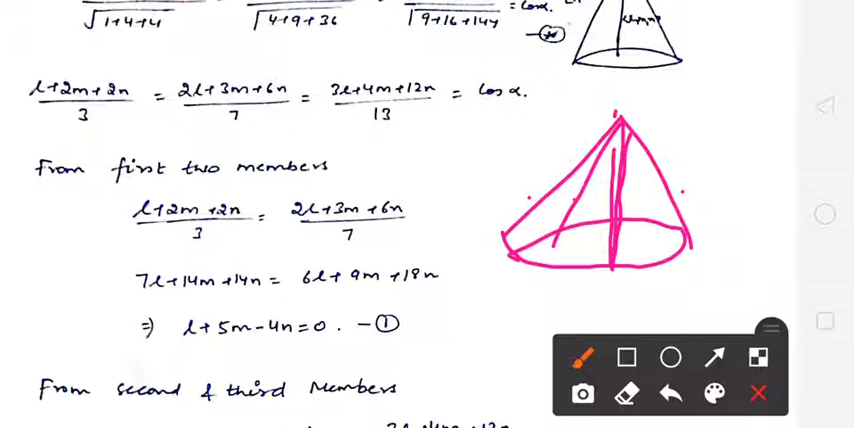 √1+4+4 √4+9+36 √9+16+144 = cosα
—(*)
l+2m+2n/3 = 2l+3m+6n/7 = 3l+4m+12n/13 = cosα.
From first two members
l+2m+2n/3 = 2l+3m+6n/7
7l+14m+14n = 6l+9m+18n
⇒ l+5m-4n=0. —①
From second & third Members